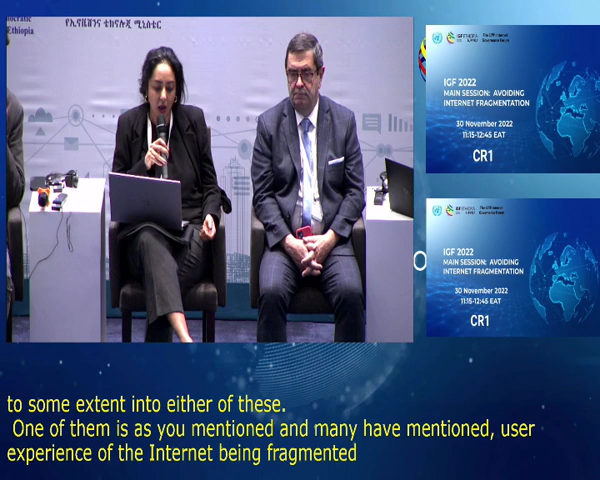 ocratic
Ethiopia
የኢኖቬሽንና ቴክኖሎጂ ሚኒስቴር
IGF 2022
MAIN SESSION: AVOIDING
INTERNET FRAGMENTATION
30 November 2022
11:15-12:45 EAT
CR1
IGF 2022
MAIN SESSION: AVOIDING
INTERNET FRAGMENTATION
30 November 2022
11:15-12:45 EAT
CR1
to some extent into either of these.
One of them is as you mentioned and many have mentioned, user
experience of the Internet being fragmented